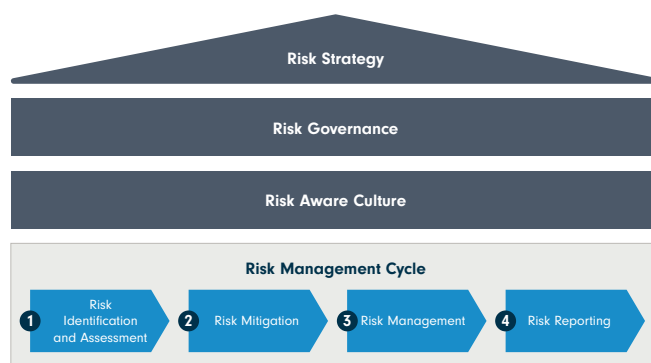 Risk Strategy
Risk Governance
Risk Aware Culture
Risk Management Cycle
1
Risk
Identification
and Assessment
2
Risk Mitigation
3
Risk Management
4
Risk Reporting